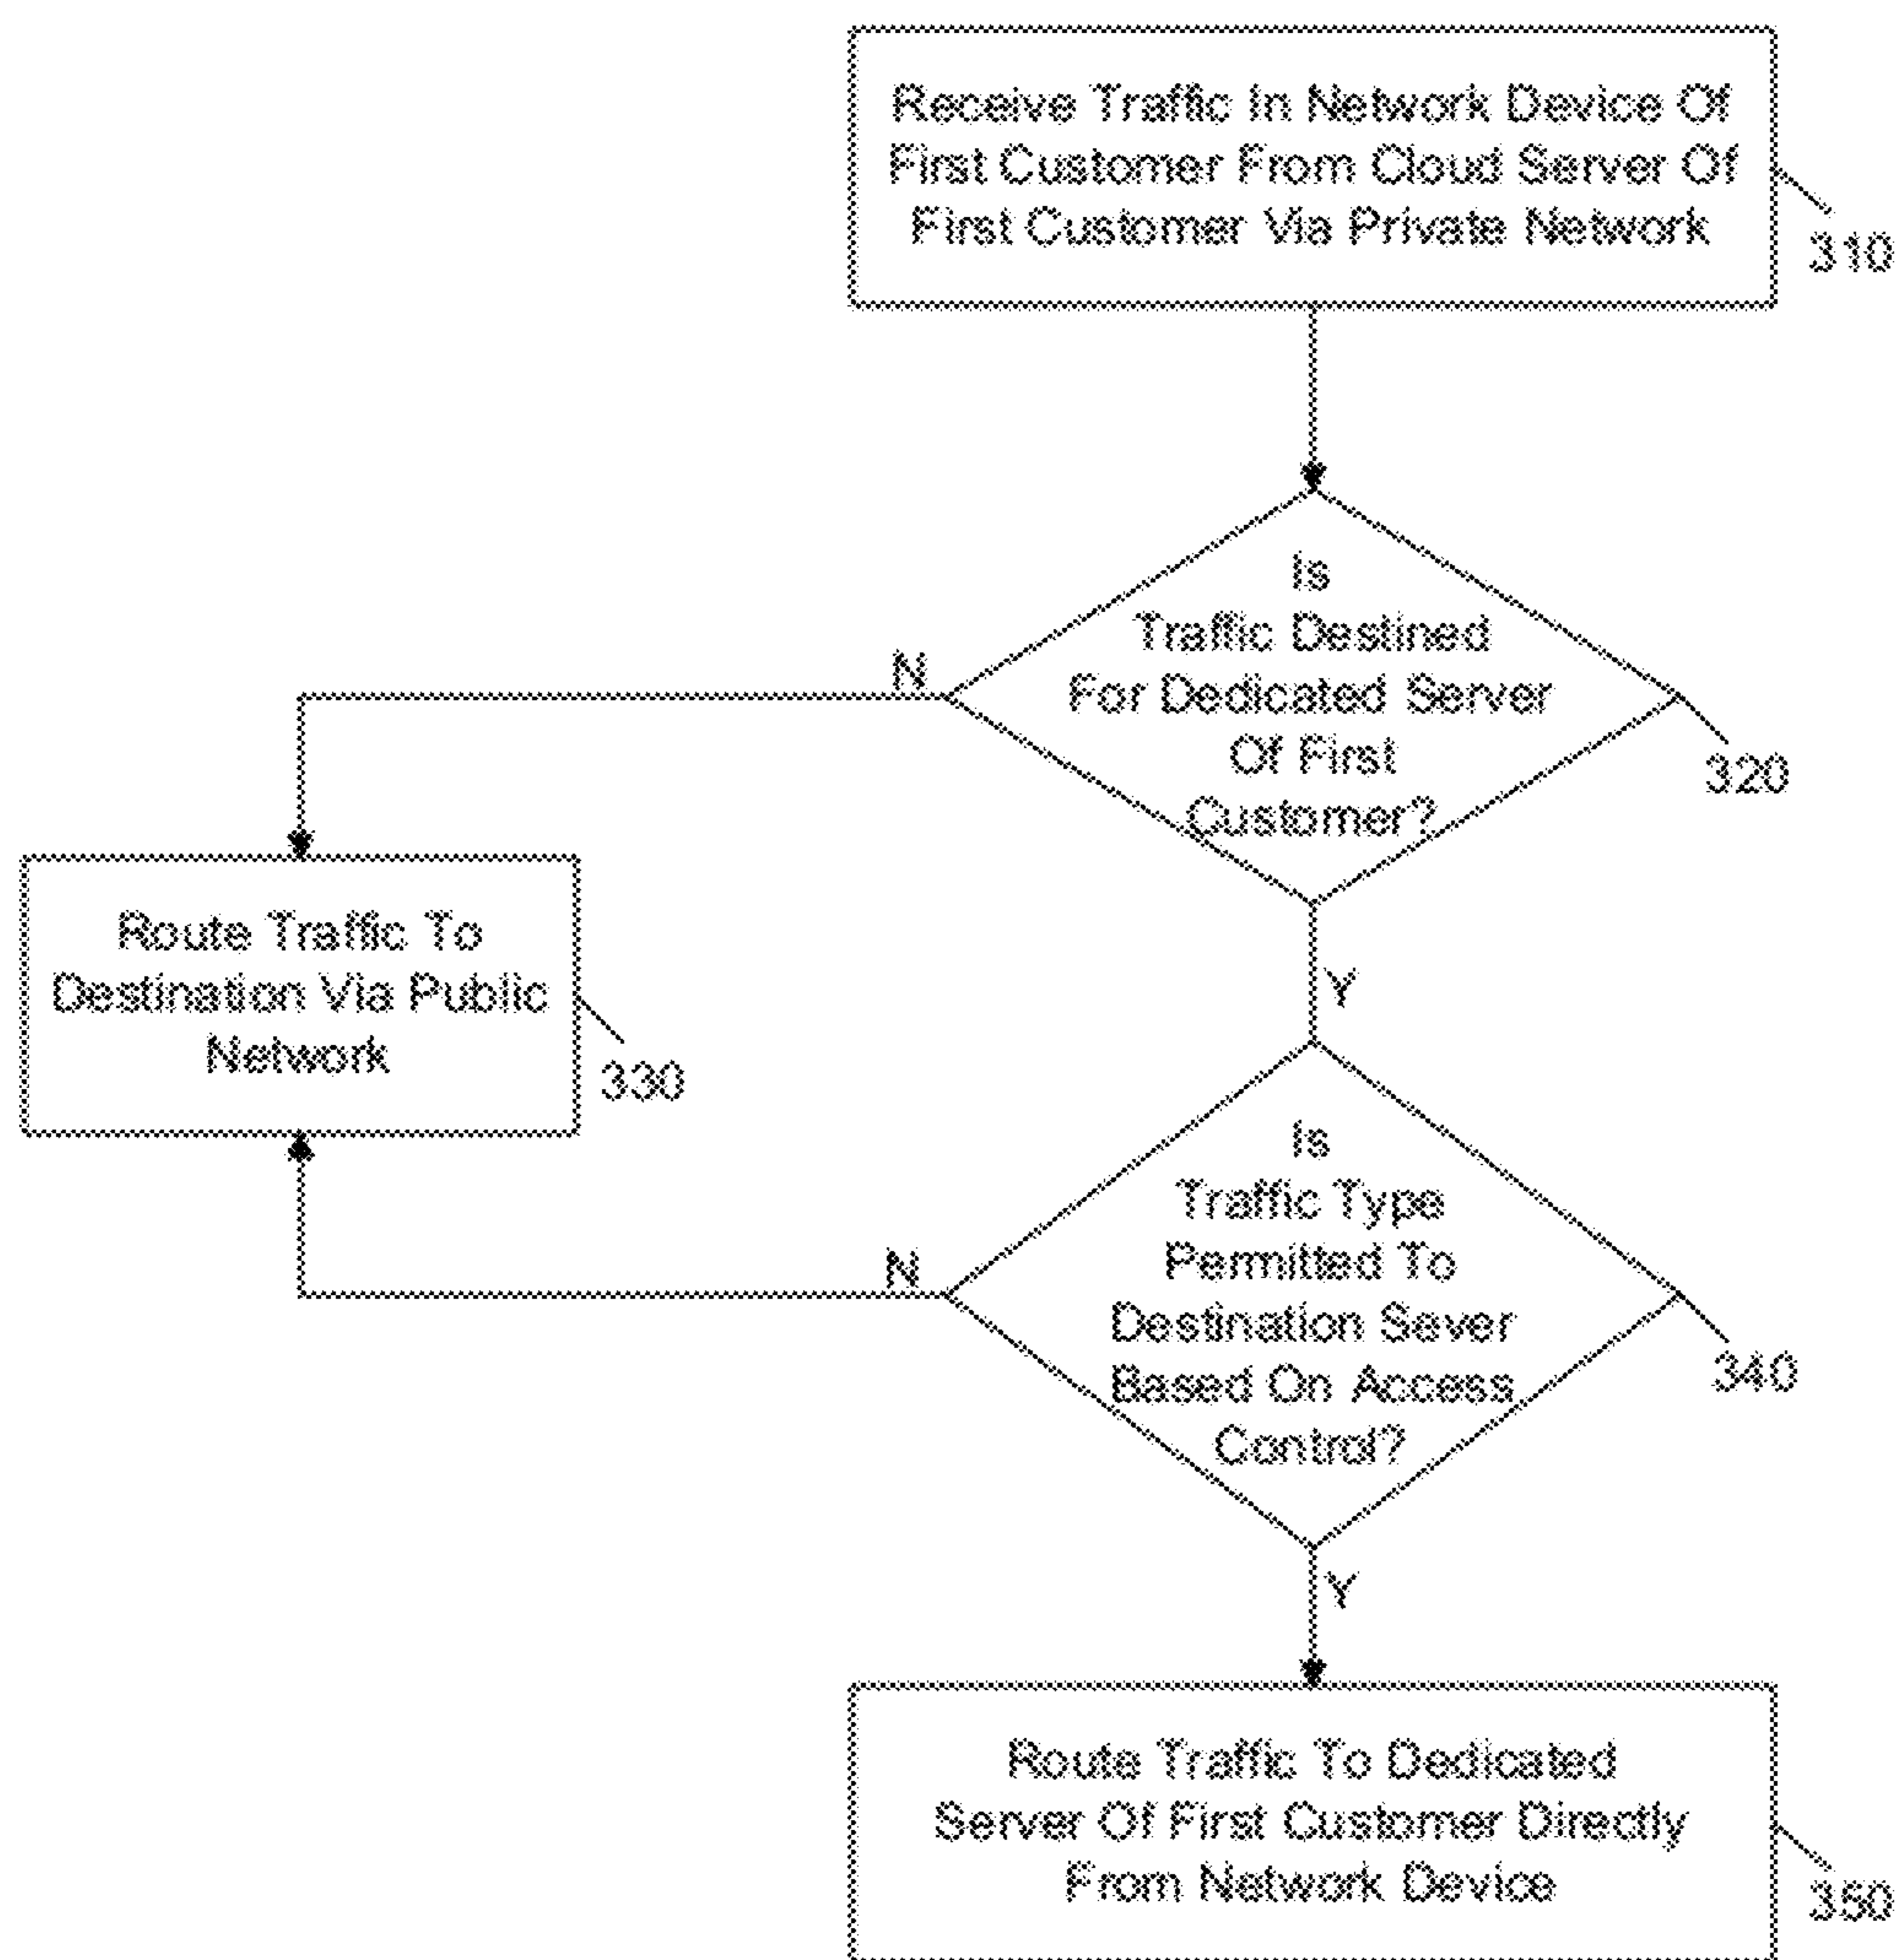 Receive Traffic In Network Device Of
First Customer From Cloud Server Of
First Customer Via Private Network
310
Is
Traffic Destined
For Dedicated Server
Of First
Customer?
320
N
Y
Route Traffic To
Destination Via Public
Network
330
Is
Traffic Type
Permitted To
Destination Sever
Based On Access
Control?
340
N
Y
Route Traffic To Dedicated
Server Of First Customer Directly
From Network Device
350